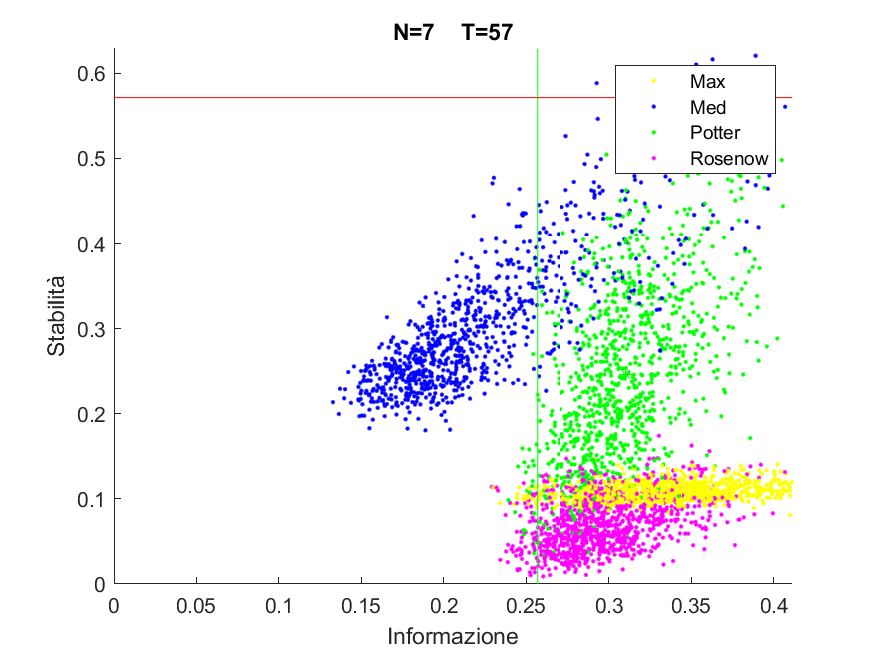 N=7 T=57
0.6
0.5
0.4
0.3
0.2
0.1
0
Stabilità
Max
Med
Potter
Rosenow
0 0.05 0.1 0.15 0.2 0.25 0.3 0.35 0.4
Informazione